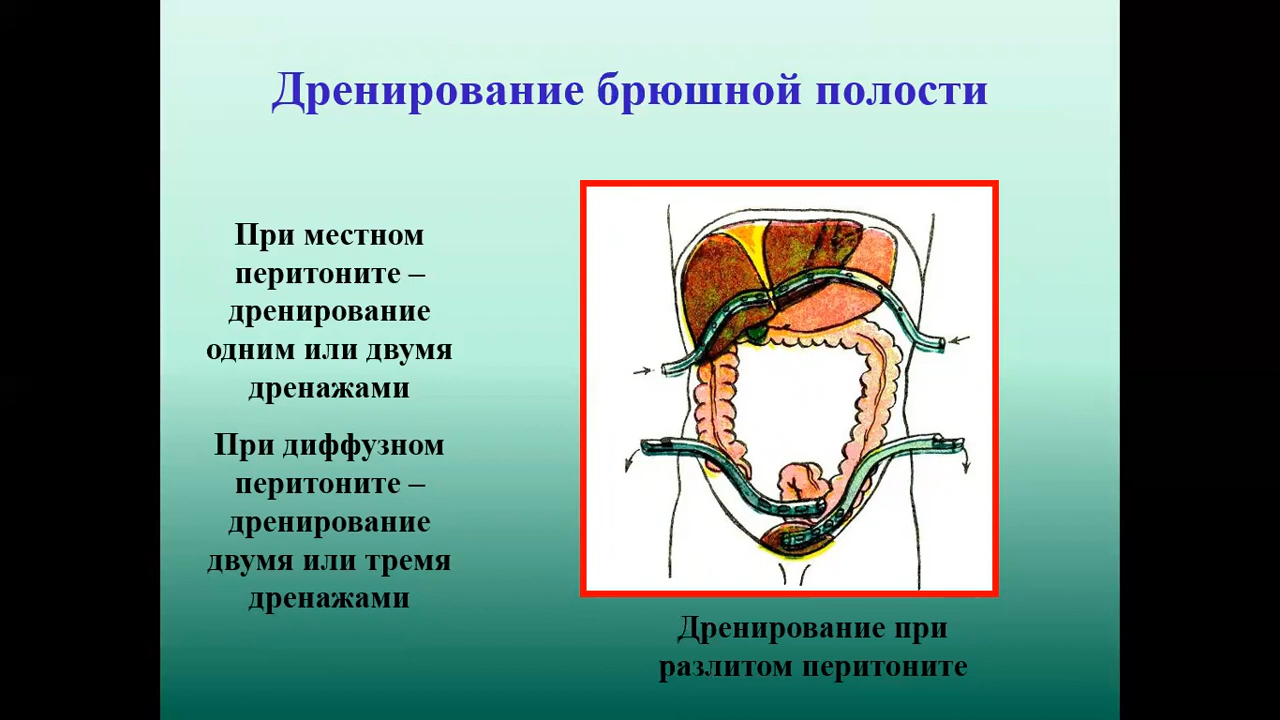 Дренирование брюшной полости
При местном
перитоните –
дренирование
одним или двумя
дренажами
При диффузном
перитоните –
дренирование
двумя или тремя
дренажами
Дренирование при
разлитом перитоните